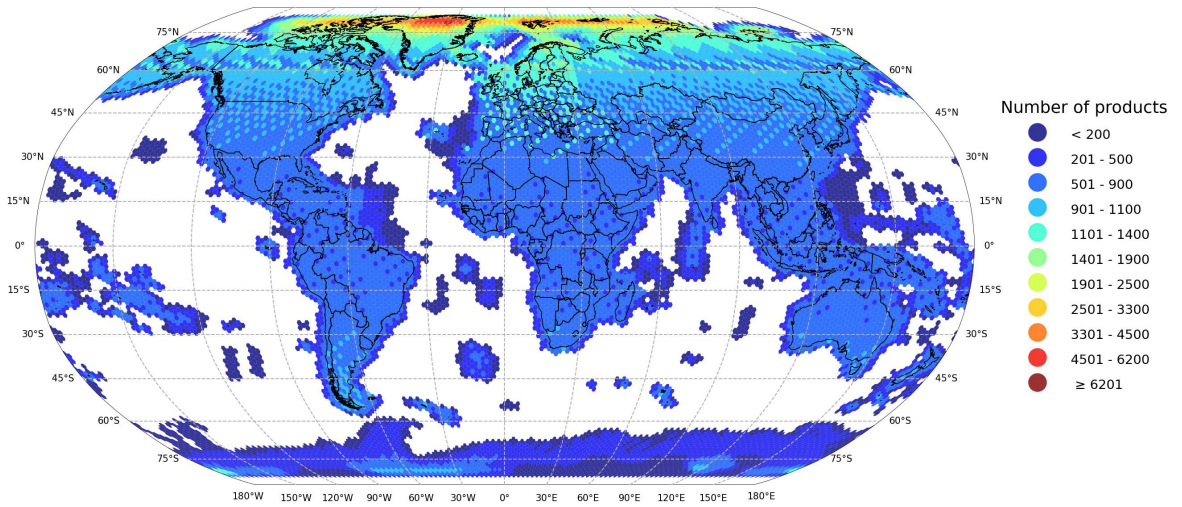 75°N
75°N
60°N
60°N
45°N
45°N
30°N
30°N
15°N
15°N
0°
0°
15°S
15°S
30°S
30°S
45°S
45°S
60°S
60°S
75°S
75°S
180°W 150°W 120°W 90°W 60°W 30°W 0° 30°E 60°E 90°E 120°E 150°E 180°E
Number of products
< 200
201 - 500
501 - 900
901 - 1100
1101 - 1400
1401 - 1900
1901 - 2500
2501 - 3300
3301 - 4500
4501 - 6200
≥ 6201